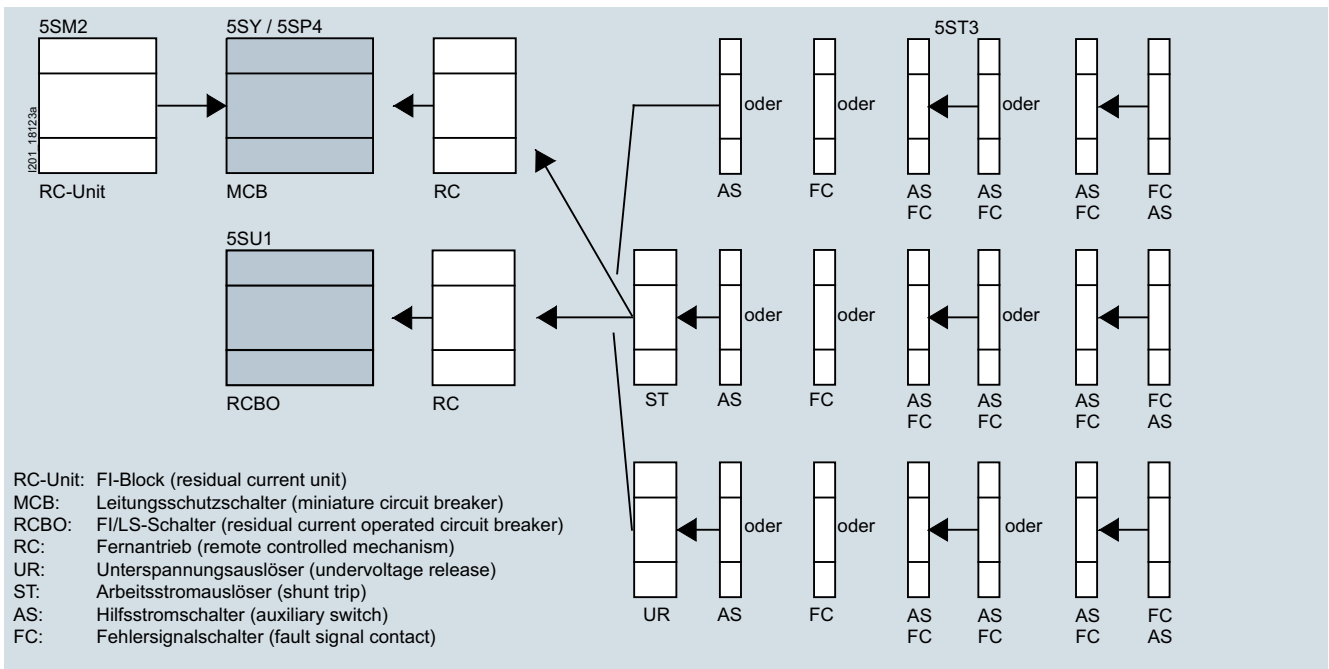 5SM2 5SY / 5SP4 5ST3
oder oder oder
I201_18123a
RC-Unit MCB RC AS FC AS AS AS FC
FC FC FC AS
5SU1
oder oder oder
RCBO RC ST AS FC AS AS AS FC
FC FC FC AS
RC-Unit: FI-Block (residual current unit)
MCB: Leitungsschutzschalter (miniature circuit breaker)
RCBO: FI/LS-Schalter (residual current operated circuit breaker)
RC: Fernantrieb (remote controlled mechanism)
UR: Unterspannungsauslöser (undervoltage release)
ST: Arbeitsstromauslöser (shunt trip)
AS: Hilfsstromschalter (auxiliary switch)
FC: Fehlersignalschalter (fault signal contact)
oder oder oder
UR AS FC AS AS AS FC
FC FC FC AS